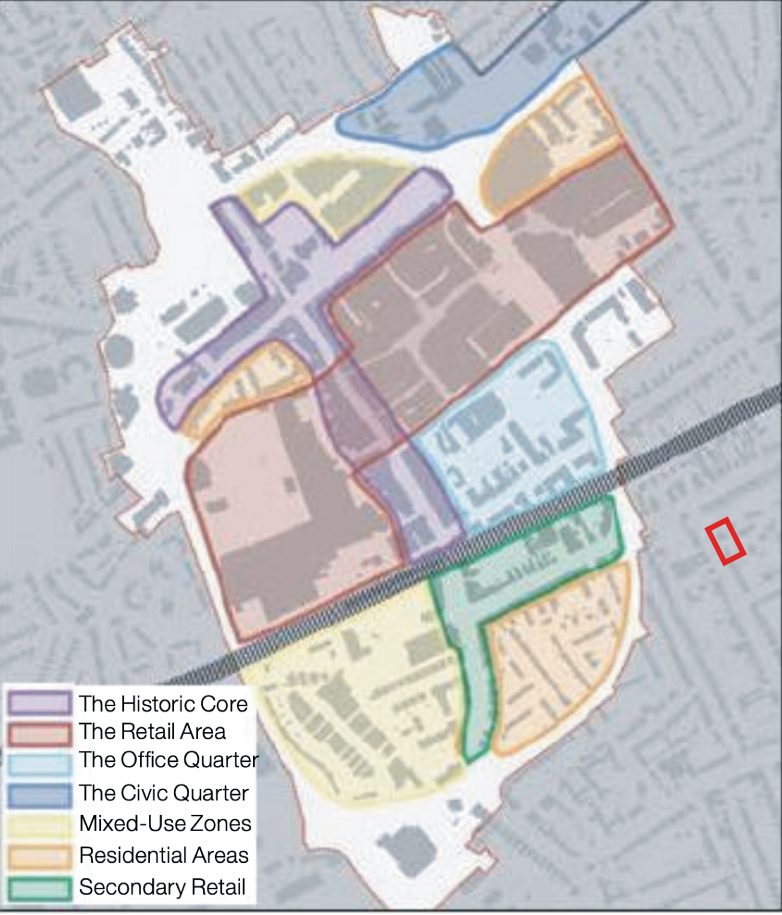 The Historic Core
The Retail Area
The Office Quarter
The Civic Quarter
Mixed-Use Zones
Residential Areas
Secondary Retail